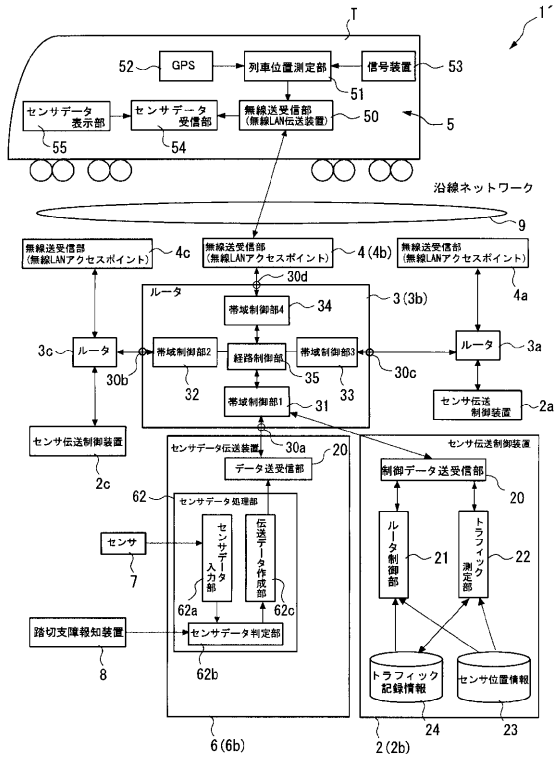 T
1´
52
GPS
列車位置測定部
51
信号装置
53
センサデータ
表示部
55
センサデータ
受信部
54
無線送受信部
(無線LAN伝送装置)
50
5
沿線ネットワーク
9
無線送受信部
(無線LANアクセスポイント)
4c
無線送受信部
(無線LANアクセスポイント)
4 (4b)
無線送受信部
(無線LANアクセスポイント)
4a
30d
ルータ
3 (3b)
帯域制御部4
34
3c
ルータ
30b
帯域制御部2
32
経路制御部
35
帯域制御部3
33
30c
ルータ
3a
帯域制御部1
31
30a
センサ伝送制御装置
2c
センサ伝送
制御装置
2a
センサデータ伝送装置
20
データ送受信部
62
センサデータ処理部
センサ
7
センサデータ
入力部
62a
伝送データ作成部
62c
センサデータ判定部
62b
踏切支障報知装置
8
6 (6b)
センサ伝送制御装置
制御データ送受信部
20
ルータ制御部
21
トラフィック
測定部
22
トラフィック
記録情報
24
センサ位置情報
23
2 (2b)